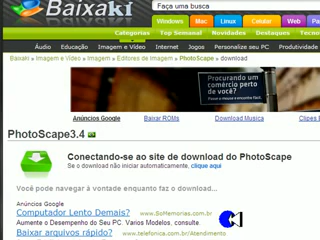 Baixaki
Faça uma busca
Windows Mac Linux Celular Web
Categorias Top Semanal Novidades Destaques
Áudio Educação Imagem e Vídeo Internet Jogos Personalize seu PC Produtividade
Baixaki » Imagem e Vídeo » Imagem » Editores de Imagem » PhotoScape » download
Procurando um
comércio perto
de você?
Anúncios Google Baixar ROMs Download Musica Clipes
PhotoScape3.4
Conectando-se ao site de download do PhotoScape
Se o download não iniciar automaticamente, clique aqui
Você pode navegar à vontade enquanto faz o download...
Anúncios Google
Computador Lento Demais? www.SoMemorias.com.br
Aumente o Desempenho do Seu PC. Varios Modelos, consulte.
Baixar arquivos rápido? www.telefonica.com.br/Atendimento